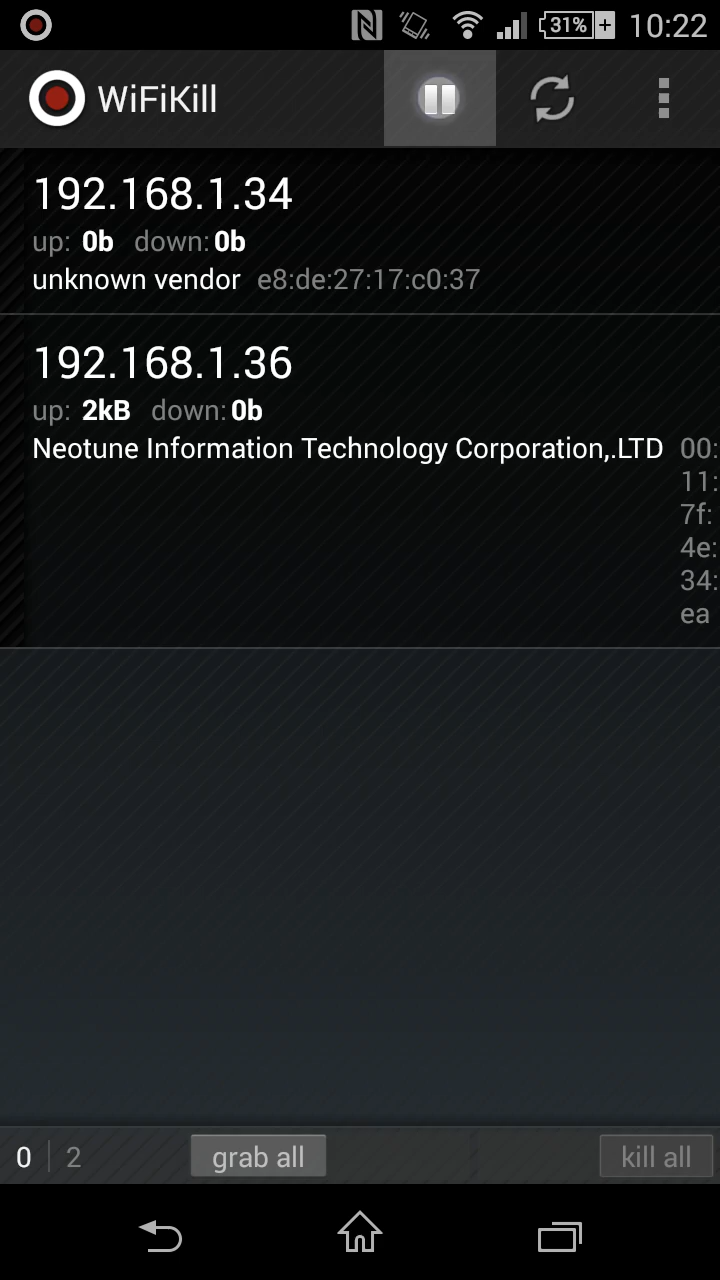 31% 10:22
WiFiKill
192.168.1.34
up: 0b down: 0b
unknown vendor e8:de:27:17:c0:37
192.168.1.36
up: 2kB down: 0b
Neotune Information Technology Corporation,.LTD 00:
11:
7f:
4e:
34:
ea
0 2 grab all kill all